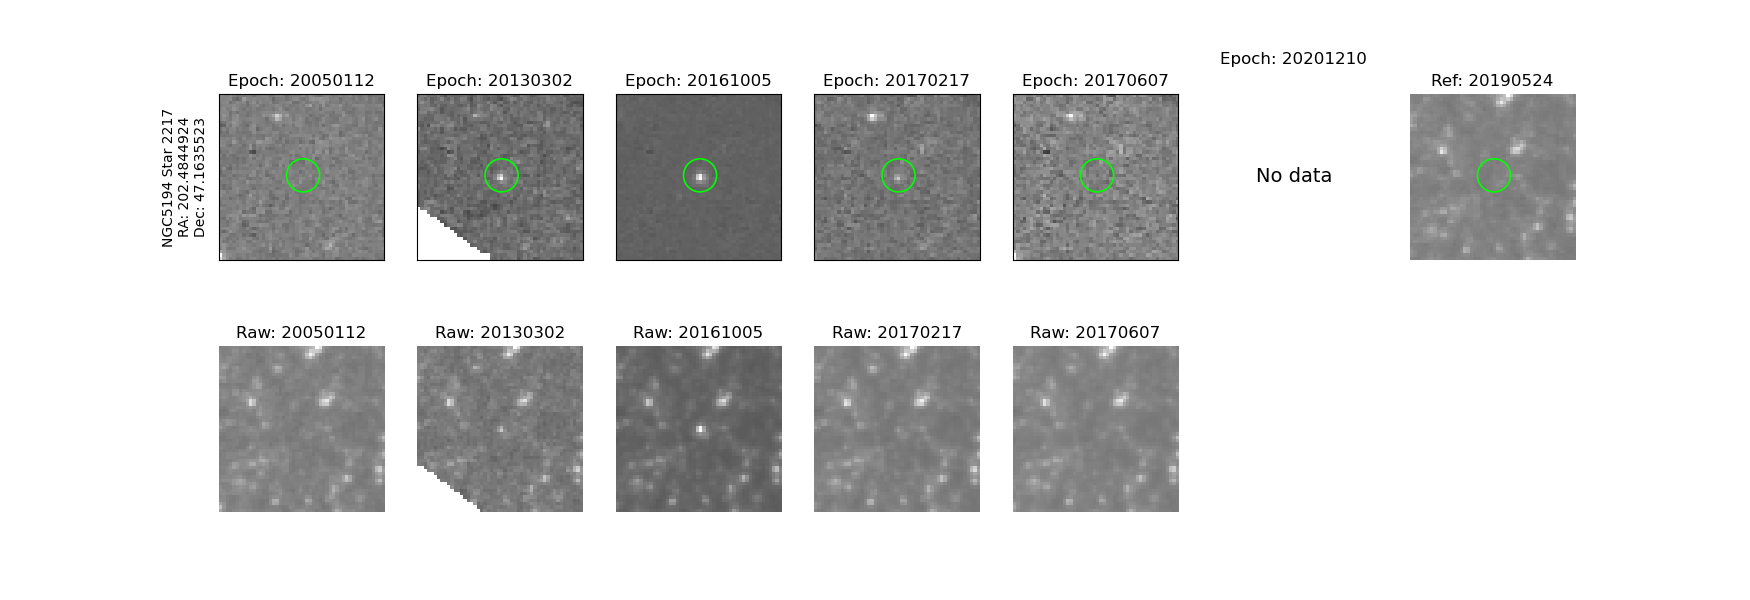 Epoch: 20201210
Epoch: 20050112
Epoch: 20130302
Epoch: 20161005
Epoch: 20170217
Epoch: 20170607
Ref: 20190524
NGC5194 Star 2217
RA: 202.4844924
Dec: 47.1635523
No data
Raw: 20050112
Raw: 20130302
Raw: 20161005
Raw: 20170217
Raw: 20170607